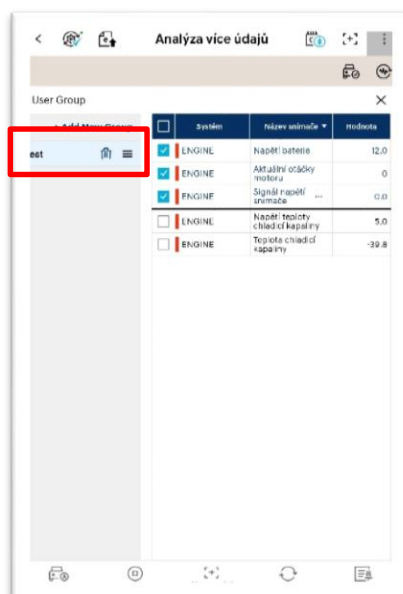 Analýza více údajů
User Group
+ Add New Group
est
Systém Název snímače Hodnota
ENGINE Napětí baterie 12,0
ENGINE Aktuální otáčky motoru 0
ENGINE Signál napětí snímače ... 0,0
ENGINE Napětí teploty chladicí kapaliny 5,0
ENGINE Teplota chladicí kapaliny -39,8